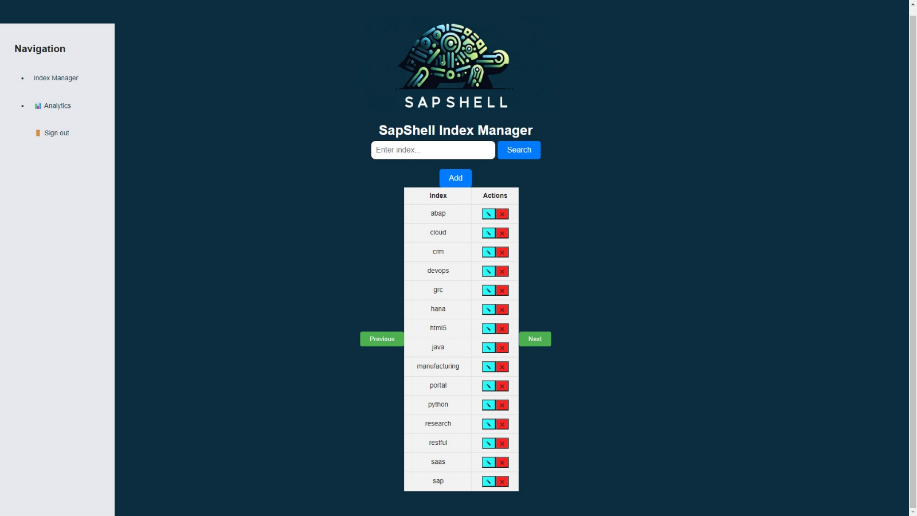 Navigation
Index Manager
Analytics
Sign out
SAPSHELL
SapShell Index Manager
Enter index...
Search
Add
Index Actions
abap
cloud
crm
devops
grc
hana
html5
Previous
Next
java
manufacturing
portal
python
research
restful
saas
sap